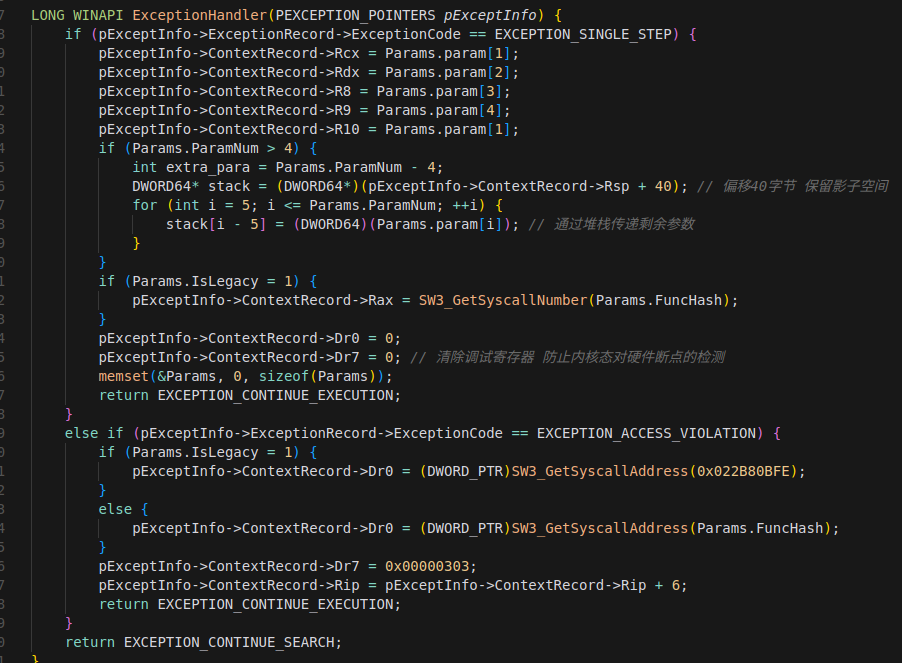 LONG WINAPI ExceptionHandler(PEXCEPTION_POINTERS pExceptInfo) {
    if (pExceptInfo->ExceptionRecord->ExceptionCode == EXCEPTION_SINGLE_STEP) {
        pExceptInfo->ContextRecord->Rcx = Params.param[1];
        pExceptInfo->ContextRecord->Rdx = Params.param[2];
        pExceptInfo->ContextRecord->R8 = Params.param[3];
        pExceptInfo->ContextRecord->R9 = Params.param[4];
        pExceptInfo->ContextRecord->R10 = Params.param[1];
        if (Params.ParamNum > 4) {
            int extra_para = Params.ParamNum - 4;
            DWORD64* stack = (DWORD64*)(pExceptInfo->ContextRecord->Rsp + 40); // 偏移40字节 保留影子空间
            for (int i = 5; i <= Params.ParamNum; ++i) {
                stack[i - 5] = (DWORD64)(Params.param[i]); // 通过堆栈传递剩余参数
            }
        }
        if (Params.IsLegacy = 1) {
            pExceptInfo->ContextRecord->Rax = SW3_GetSyscallNumber(Params.FuncHash);
        }
        pExceptInfo->ContextRecord->Dr0 = 0;
        pExceptInfo->ContextRecord->Dr7 = 0; // 清除调试寄存器 防止内核态对硬件断点的检测
        memset(&Params, 0, sizeof(Params));
        return EXCEPTION_CONTINUE_EXECUTION;
    }
    else if (pExceptInfo->ExceptionRecord->ExceptionCode == EXCEPTION_ACCESS_VIOLATION) {
        if (Params.IsLegacy = 1) {
            pExceptInfo->ContextRecord->Dr0 = (DWORD_PTR)SW3_GetSyscallAddress(0x022B80BFE);
        }
        else {
            pExceptInfo->ContextRecord->Dr0 = (DWORD_PTR)SW3_GetSyscallAddress(Params.FuncHash);
        }
        pExceptInfo->ContextRecord->Dr7 = 0x00000303;
        pExceptInfo->ContextRecord->Rip = pExceptInfo->ContextRecord->Rip + 6;
        return EXCEPTION_CONTINUE_EXECUTION;
    }
    return EXCEPTION_CONTINUE_SEARCH;
}